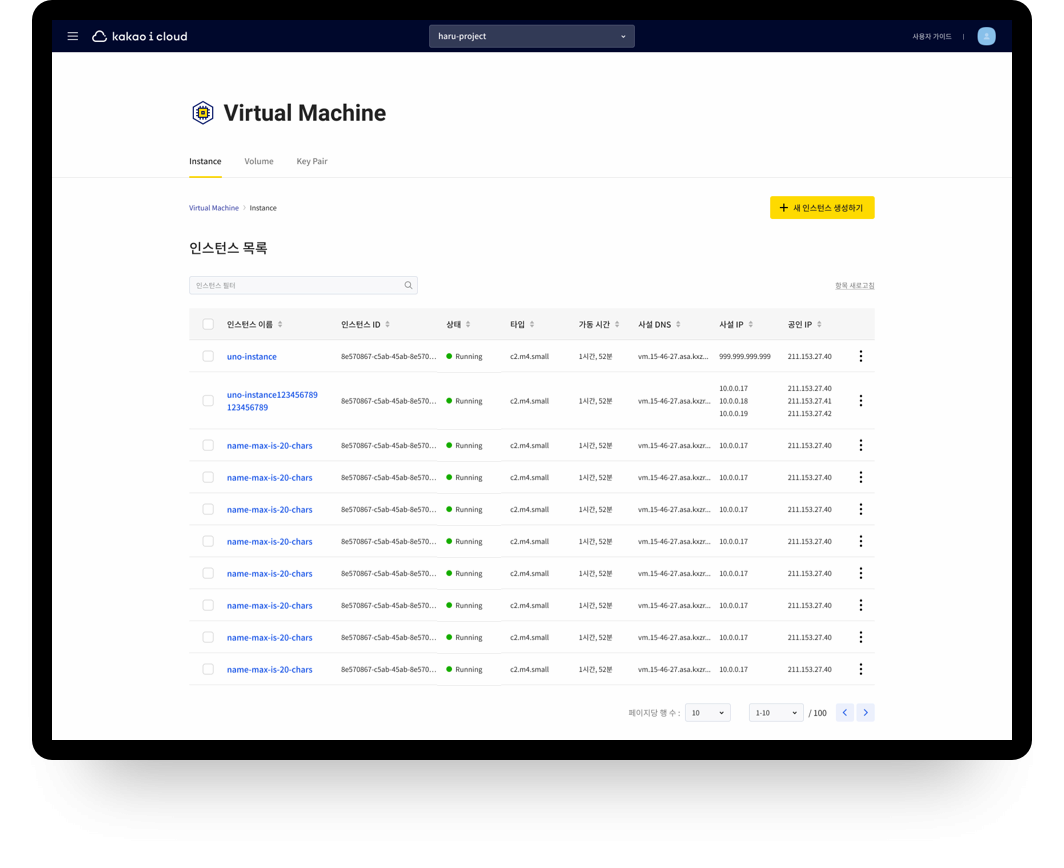 kakao i cloud
haru-project
사용자 가이드 |
Virtual Machine
Instance Volume Key Pair
Virtual Machine > Instance
+ 새 인스턴스 생성하기
인스턴스 목록
인스턴스 필터
항목 새로고침
인스턴스 이름 인스턴스 ID 상태 타입 가동 시간 사설 DNS 사설 IP 공인 IP
uno-instance 8e570867-c5ab-45ab-8e570... Running c2.m4.small 1시간, 52분 vm.15-46-27.asa.kxz... 999.999.999.999 211.153.27.40
uno-instance123456789
123456789
8e570867-c5ab-45ab-8e570... Running c2.m4.small 1시간, 52분 vm.15-46-27.asa.kxzr...
10.0.0.17 211.153.27.40
10.0.0.18 211.153.27.41
10.0.0.19 211.153.27.42
name-max-is-20-chars 8e570867-c5ab-45ab-8e570... Running c2.m4.small 1시간, 52분 vm.15-46-27.asa.kxzr... 10.0.0.17 211.153.27.40
name-max-is-20-chars 8e570867-c5ab-45ab-8e570... Running c2.m4.small 1시간, 52분 vm.15-46-27.asa.kxzr... 10.0.0.17 211.153.27.40
name-max-is-20-chars 8e570867-c5ab-45ab-8e570... Running c2.m4.small 1시간, 52분 vm.15-46-27.asa.kxzr... 10.0.0.17 211.153.27.40
name-max-is-20-chars 8e570867-c5ab-45ab-8e570... Running c2.m4.small 1시간, 52분 vm.15-46-27.asa.kxzr... 10.0.0.17 211.153.27.40
name-max-is-20-chars 8e570867-c5ab-45ab-8e570... Running c2.m4.small 1시간, 52분 vm.15-46-27.asa.kxzr... 10.0.0.17 211.153.27.40
name-max-is-20-chars 8e570867-c5ab-45ab-8e570... Running c2.m4.small 1시간, 52분 vm.15-46-27.asa.kxzr... 10.0.0.17 211.153.27.40
name-max-is-20-chars 8e570867-c5ab-45ab-8e570... Running c2.m4.small 1시간, 52분 vm.15-46-27.asa.kxzr... 10.0.0.17 211.153.27.40
name-max-is-20-chars 8e570867-c5ab-45ab-8e570... Running c2.m4.small 1시간, 52분 vm.15-46-27.asa.kxzr... 10.0.0.17 211.153.27.40
페이지당 행 수 : 10 1-10 / 100 < >